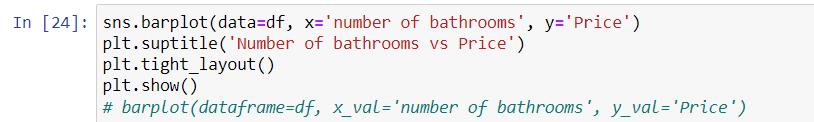 In [24]: sns.barplot(data=df, x='number of bathrooms', y='Price')
plt.suptitle('Number of bathrooms vs Price')
plt.tight_layout()
plt.show()
# barplot(dataframe=df, x_val='number of bathrooms', y_val='Price')